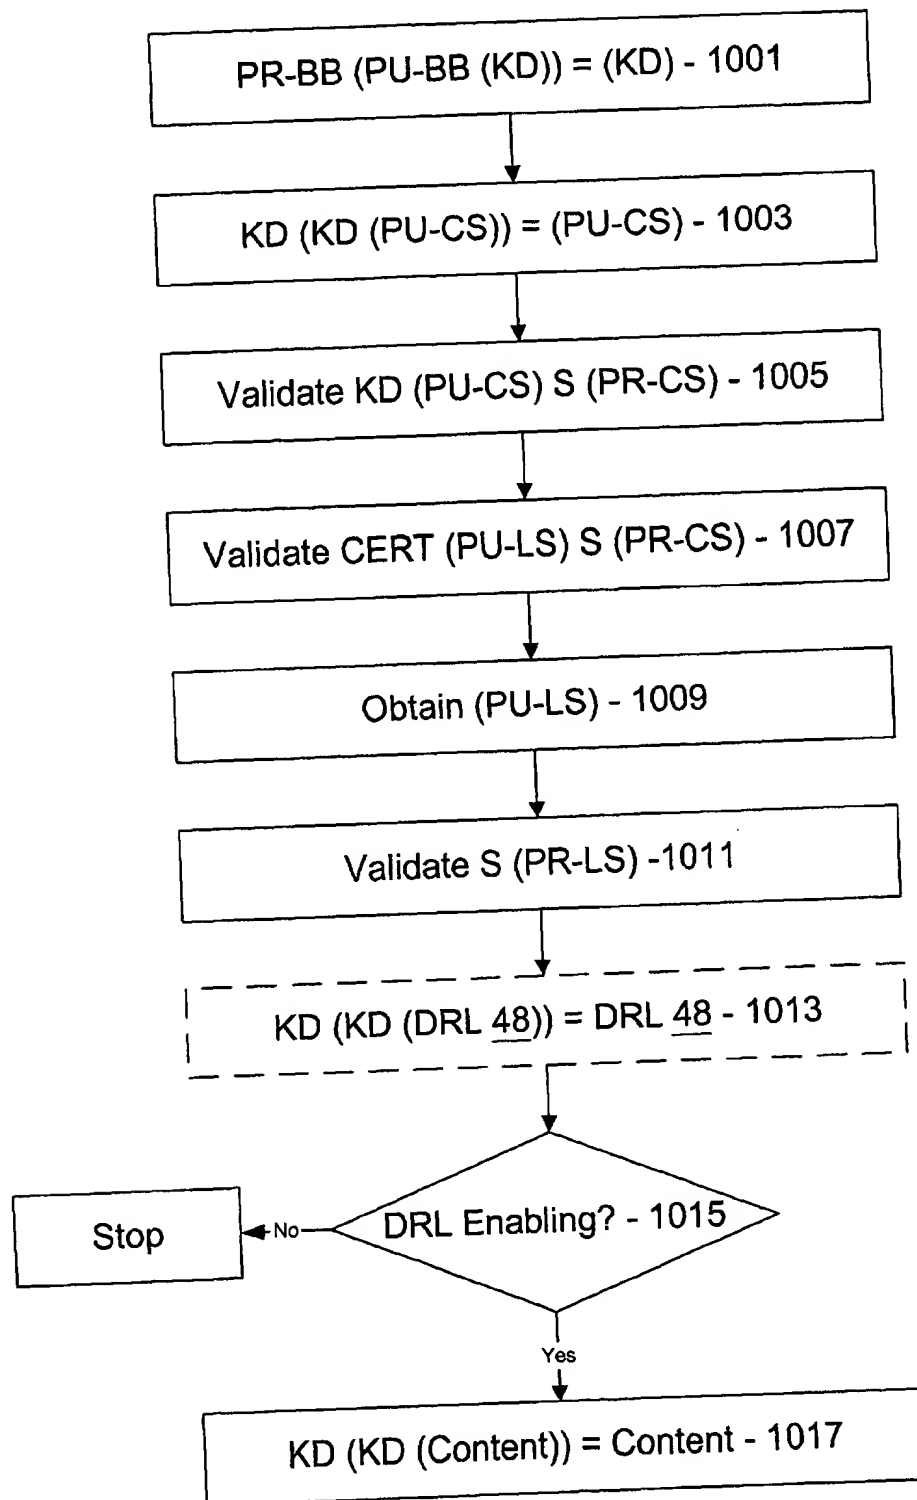 PR-BB (PU-BB (KD)) = (KD) - 1001
KD (KD (PU-CS)) = (PU-CS) - 1003
Validate KD (PU-CS) S (PR-CS) - 1005
Validate CERT (PU-LS) S (PR-CS) - 1007
Obtain (PU-LS) - 1009
Validate S (PR-LS) -1011
KD (KD (DRL 48)) = DRL 48 - 1013
DRL Enabling? - 1015
No
Stop
Yes
KD (KD (Content)) = Content - 1017